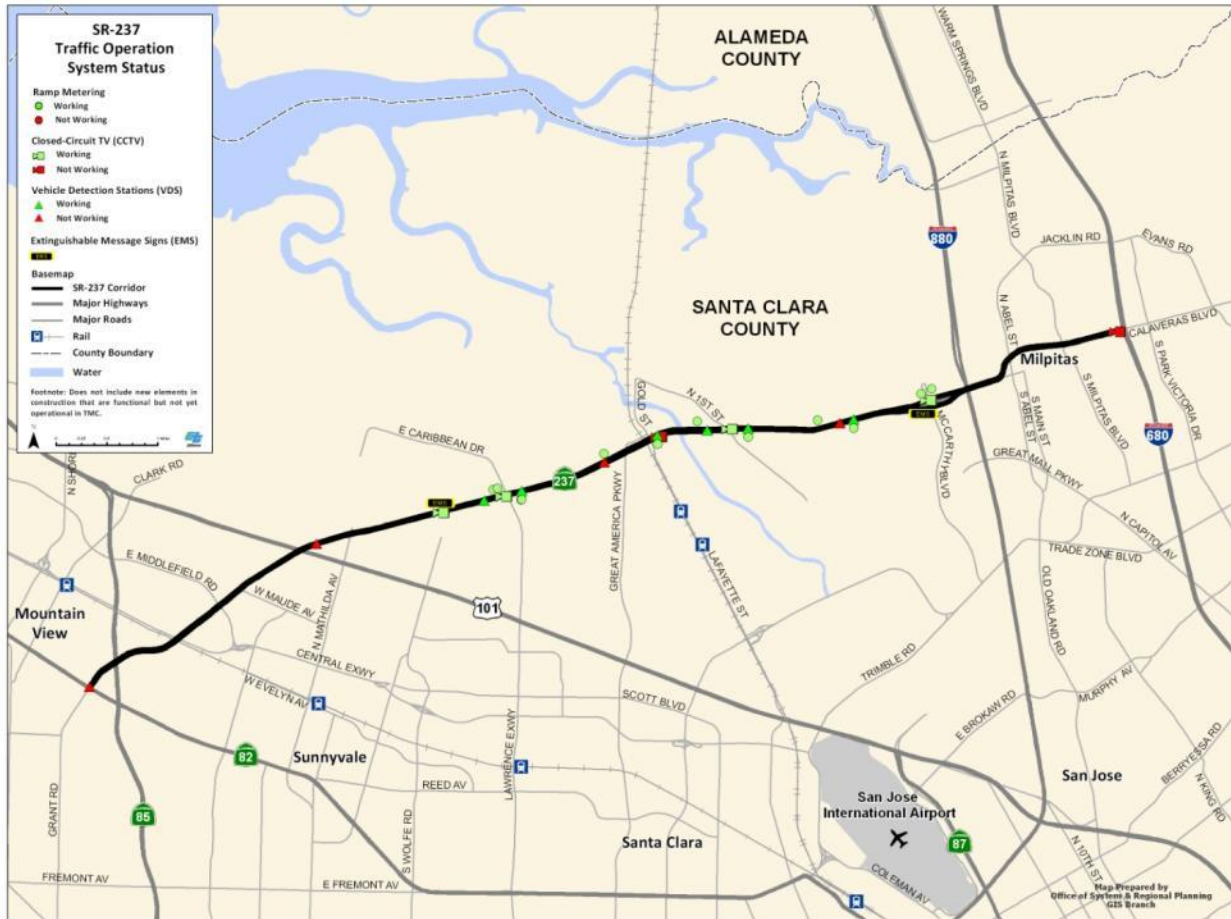 SR-237
Traffic Operation
System Status
Ramp Metering
Working
Not Working
Closed-Circuit TV (CCTV)
Working
Not Working
Vehicle Detection Stations (VDS)
Working
Not Working
Extinguishable Message Signs (EMS)
EMS
Basemap
SR-237 Corridor
Major Highways
Major Roads
Rail
County Boundary
Water
Footnote: Does not include new elements in
construction that are functional but not yet
operational in TMC.
ALAMEDA
COUNTY
WARM SPRINGS BLVD
N MILPITAS BLVD
880
JACKLIN RD
EVANS RD
SANTA CLARA
COUNTY
N ABEL ST
CALAVERAS BLVD
Milpitas
S PARK VICTORIA DR
S MILPITAS BLVD
GOLD ST
N 1ST ST
EMS
S MAIN ST
S ABEL ST
MCCARTHY BLVD
680
E CARIBBEAN DR
GREAT MALL PKWY
CLARK RD
237
EMS
GREAT AMERICA PKWY
N CAPITOL AV
TRADE ZONE BLVD
E MIDDLEFIELD RD
LAFAYETTE ST
OLD OAKLAND RD
W MAUDE AV
N MATHILDA AV
101
Mountain
View
TRIMBLE RD
CENTRAL EXWY
W EVELYN AV
SCOTT BLVD
MURPHY AV
E BROKAW RD
82
Sunnyvale
LAWRENCE EXWY
BERRYESSA RD
REED AV
San Jose
N KING RD
GRANT RD
85
San Jose
International Airport
S WOLFE RD
Santa Clara
87
N 10TH ST
COLEMAN AV
FREMONT AV
E FREMONT AV
Map Prepared by
Office of System & Regional Planning
GIS Branch